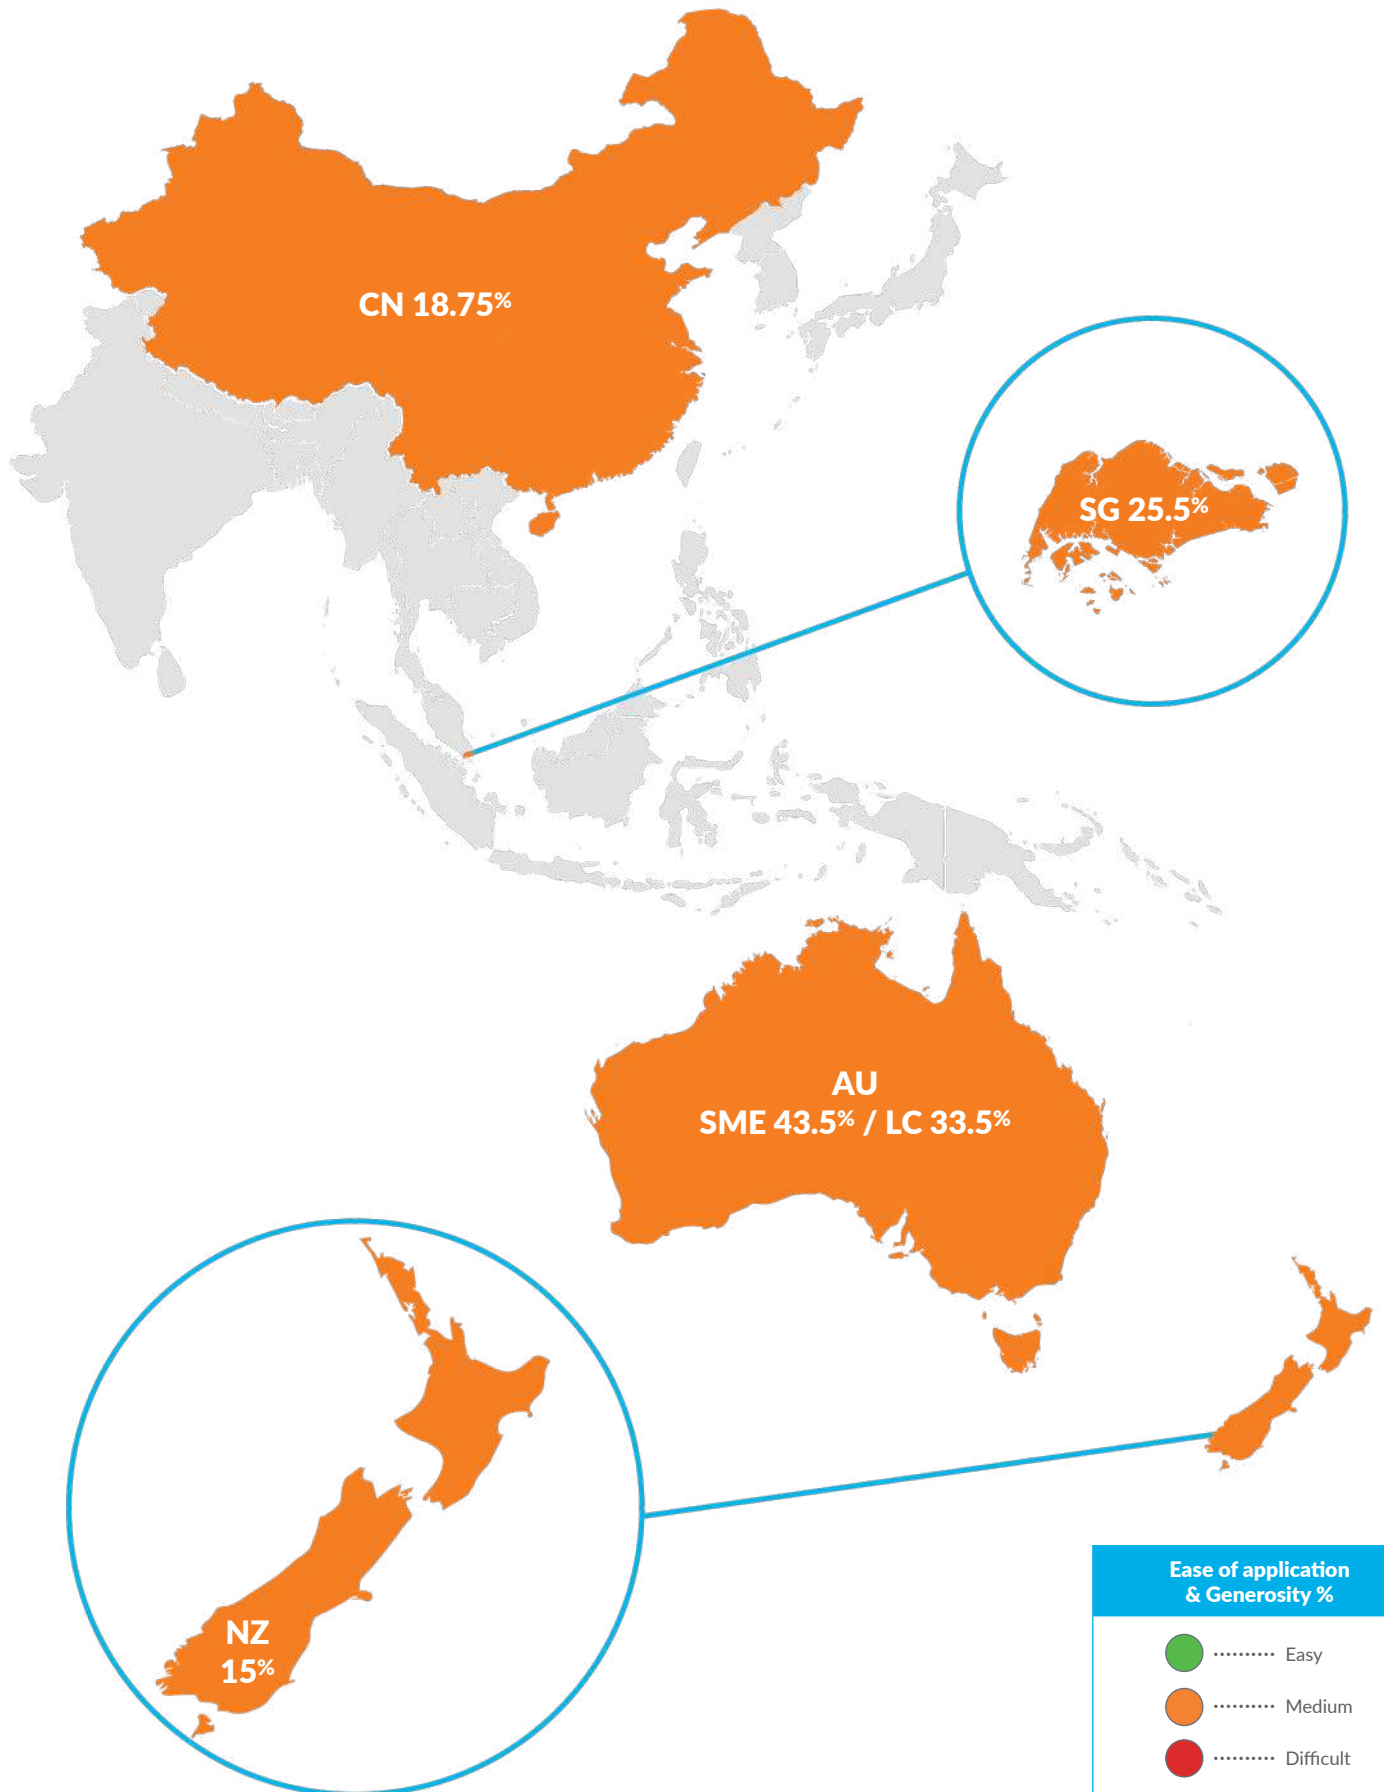 CN 18.75%
SG 25.5%
AU
SME 43.5% / LC 33.5%
NZ
15%
Ease of application
& Generosity %
.......... Easy
.......... Medium
.......... Difficult